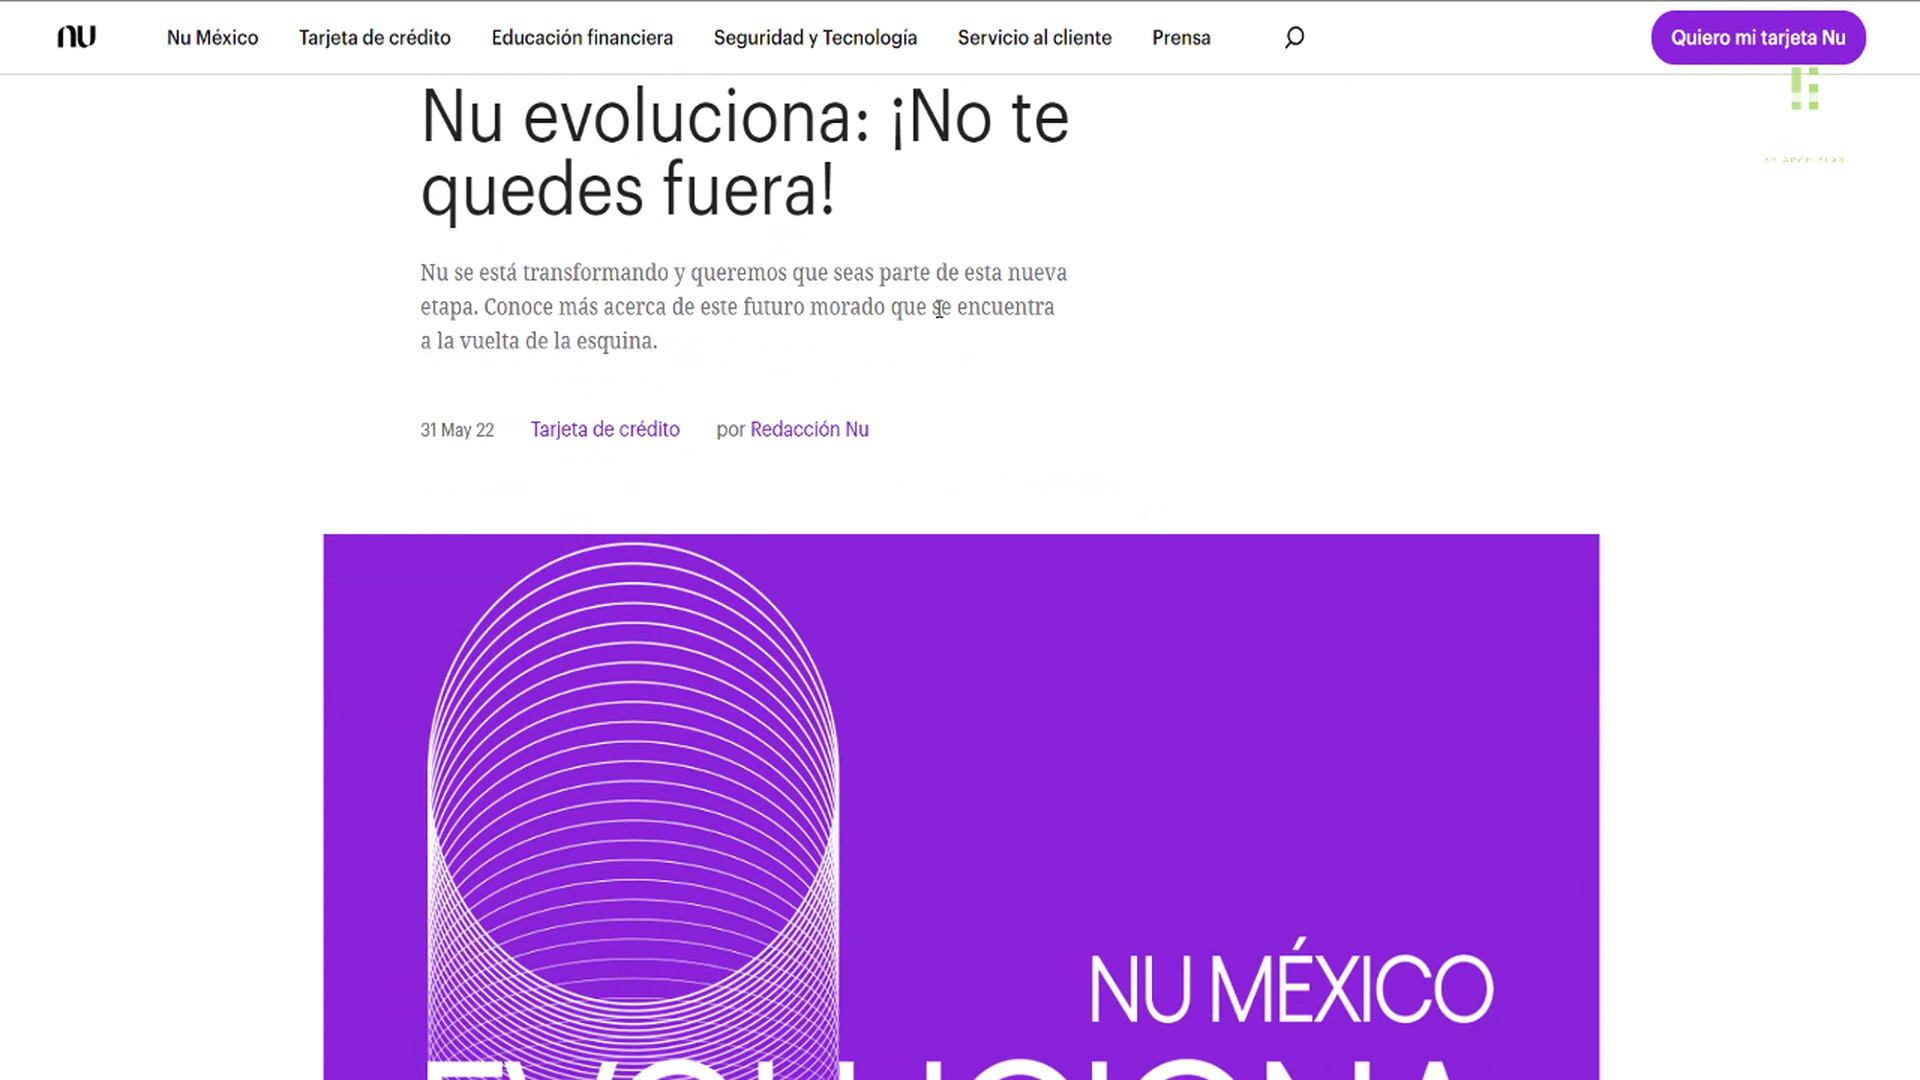 nu
Nu México
Tarjeta de crédito
Educación financiera
Seguridad y Tecnología
Servicio al cliente
Prensa
Quiero mi tarjeta Nu
Nu evoluciona: ¡No te
quedes fuera!
Nu se está transformando y queremos que seas parte de esta nueva
etapa. Conoce más acerca de este futuro morado que se encuentra
a la vuelta de la esquina.
31 May 22
Tarjeta de crédito
por Redacción Nu
NU MÉXICO
EVOLUCIONA